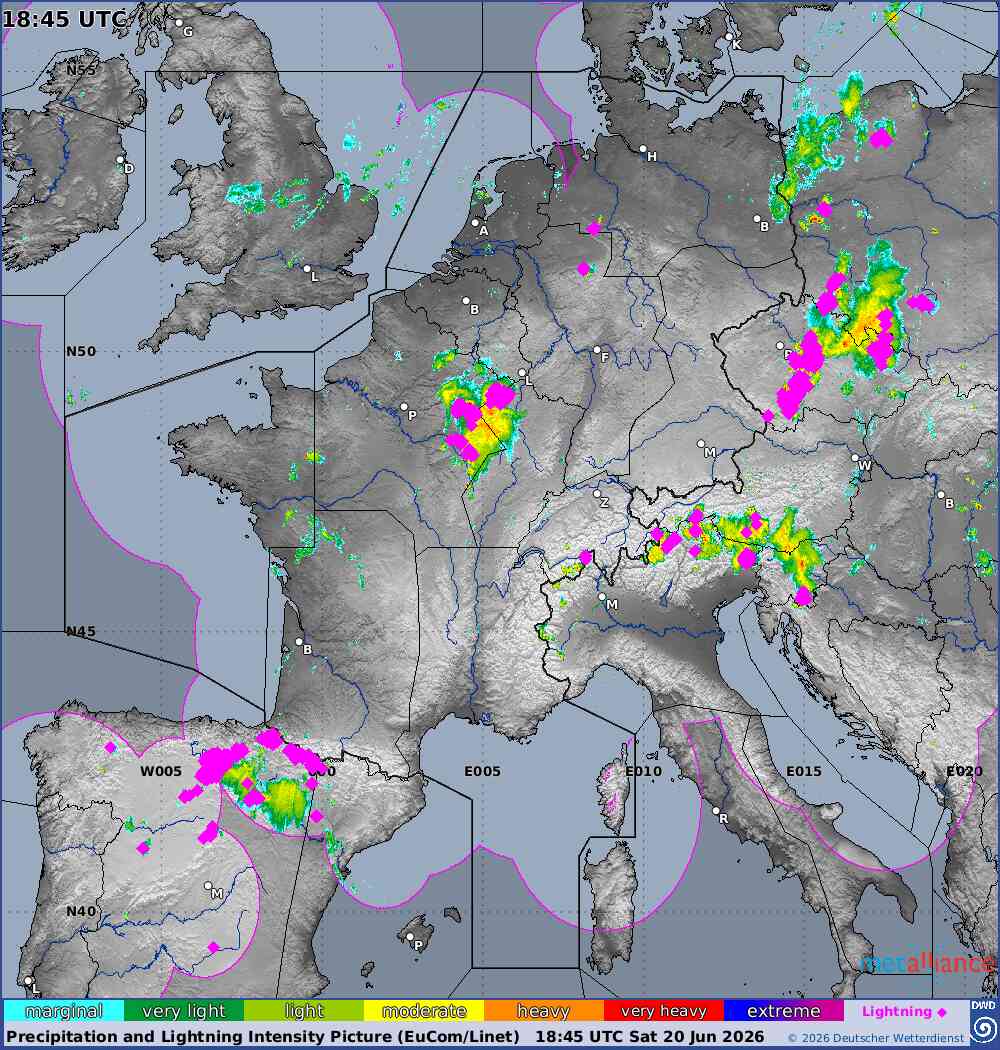 18:45 UTC
G
K
N55
H
D
A
B
L
B
N50
P
F
L
P
M
W
B
Z
M
N45
B
W005
000
E005
E010
E015
E020
R
M
N40
P
L
metalliance
marginal very light light moderate heavy very heavy extreme Lightning
DWD
Precipitation and Lightning Intensity Picture (EuCom/Linet) 18:45 UTC Sat 20 Jun 2026 © 2026 Deutscher Wetterdienst